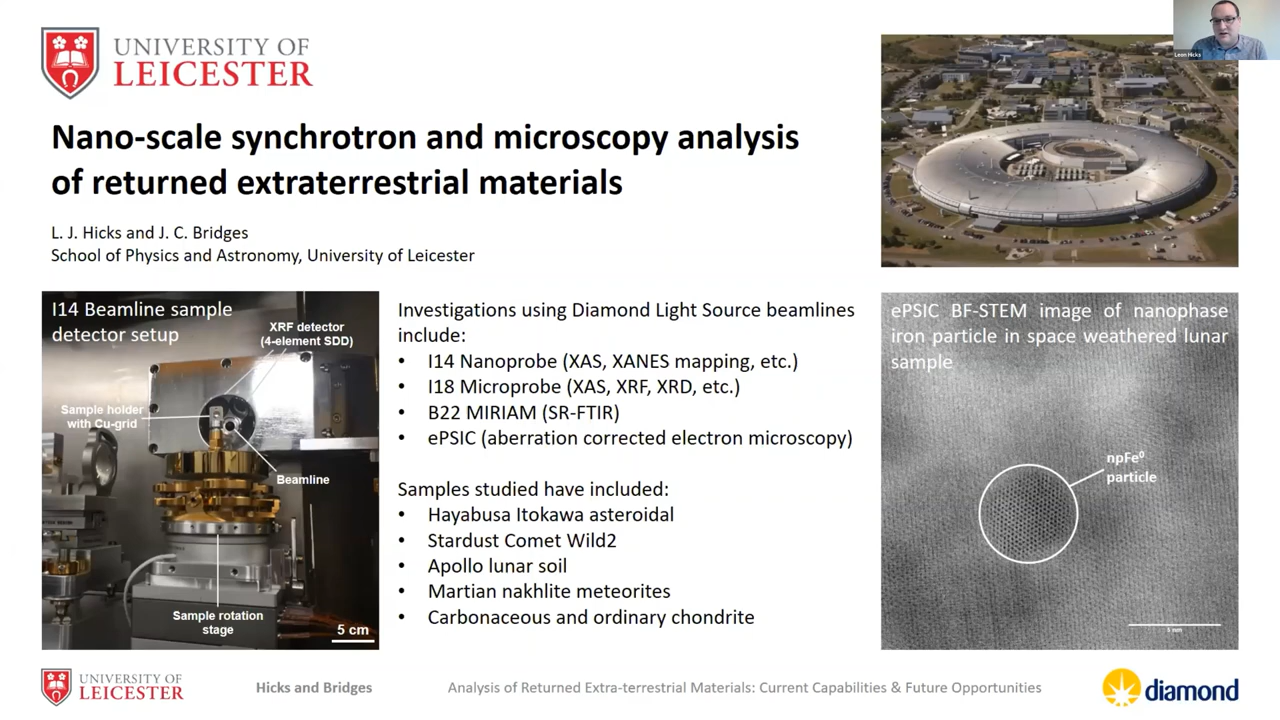 UNIVERSITY OF
LEICESTER
Leon Hicks
Nano-scale synchrotron and microscopy analysis
of returned extraterrestrial materials
L. J. Hicks and J. C. Bridges
School of Physics and Astronomy, University of Leicester
I14 Beamline sample
detector setup
XRF detector
(4-element SDD)
Sample holder
with Cu-grid
Beamline
Sample rotation
stage
5 cm
Investigations using Diamond Light Source beamlines
include:
• I14 Nanoprobe (XAS, XANES mapping, etc.)
• I18 Microprobe (XAS, XRF, XRD, etc.)
• B22 MIRIAM (SR-FTIR)
• ePSIC (aberration corrected electron microscopy)
Samples studied have included:
• Hayabusa Itokawa asteroidal
• Stardust Comet Wild2
• Apollo lunar soil
• Martian nakhlite meteorites
• Carbonaceous and ordinary chondrite
ePSIC BF-STEM image of nanophase
iron particle in space weathered lunar
sample
npFe⁰
particle
5 nm
UNIVERSITY OF
LEICESTER
Hicks and Bridges
Analysis of Returned Extra-terrestrial Materials: Current Capabilities & Future Opportunities
diamond